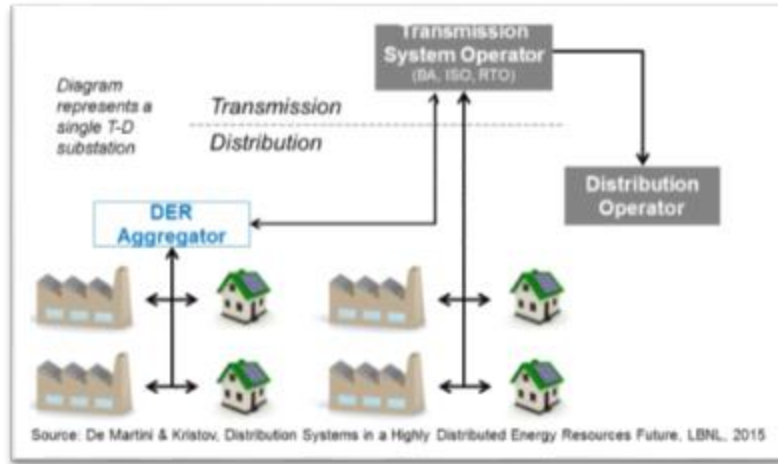 Transmission
System Operator
(BA, ISO, RTO)
Diagram
represents a
single T-D
substation
Transmission
Distribution
Distribution
Operator
DER
Aggregator
Source: De Martini & Kristov, Distribution Systems in a Highly Distributed Energy Resources Future, LBNL, 2015